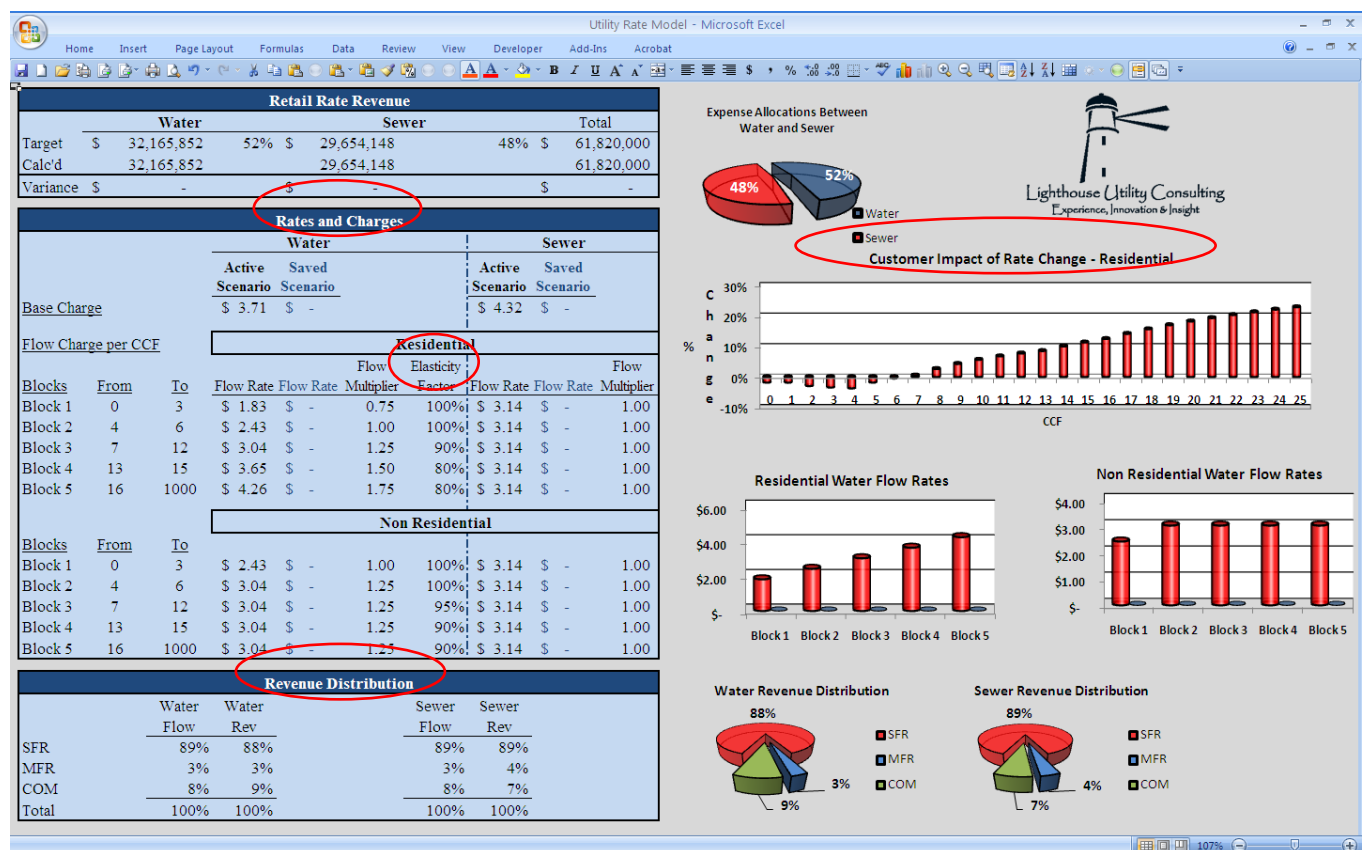 Utility Rate Model - Microsoft Excel
Home Insert Page Layout Formulas Data Review View Developer Add-Ins Acrobat
Retail Rate Revenue
Water Sewer Total
Target $ 32,165,852 52% $ 29,654,148 48% $ 61,820,000
Calc'd 32,165,852 29,654,148 61,820,000
Variance $ - $ - $ -
Rates and Charges
Water Sewer
Active Saved Active Saved
Scenario Scenario Scenario Scenario
Base Charge $ 3.71 $ - $ 4.32 $ -
Flow Charge per CCF Residential
Flow Elasticity Flow
Blocks From To Flow Rate Flow Rate Multiplier Factor Flow Rate Flow Rate Multiplier
Block 1 0 3 $ 1.83 $ - 0.75 100% $ 3.14 $ - 1.00
Block 2 4 6 $ 2.43 $ - 1.00 100% $ 3.14 $ - 1.00
Block 3 7 12 $ 3.04 $ - 1.25 90% $ 3.14 $ - 1.00
Block 4 13 15 $ 3.65 $ - 1.50 80% $ 3.14 $ - 1.00
Block 5 16 1000 $ 4.26 $ - 1.75 80% $ 3.14 $ - 1.00
Non Residential
Blocks From To
Block 1 0 3 $ 2.43 $ - 1.00 100% $ 3.14 $ - 1.00
Block 2 4 6 $ 3.04 $ - 1.25 100% $ 3.14 $ - 1.00
Block 3 7 12 $ 3.04 $ - 1.25 95% $ 3.14 $ - 1.00
Block 4 13 15 $ 3.04 $ - 1.25 90% $ 3.14 $ - 1.00
Block 5 16 1000 $ 3.04 $ - 1.25 90% $ 3.14 $ - 1.00
Revenue Distribution
Water Water Sewer Sewer
Flow Rev Flow Rev
SFR 89% 88% 89% 89%
MFR 3% 3% 3% 4%
COM 8% 9% 8% 7%
Total 100% 100% 100% 100%
Expense Allocations Between
Water and Sewer
52%
48%
Water
Sewer
Lighthouse Utility Consulting
Experience, Innovation & Insight
Customer Impact of Rate Change - Residential
% Change
30%
20%
10%
0%
-10%
0 1 2 3 4 5 6 7 8 9 10 11 12 13 14 15 16 17 18 19 20 21 22 23 24 25
CCF
Residential Water Flow Rates
$6.00
$4.00
$2.00
$-
Block 1 Block 2 Block 3 Block 4 Block 5
Non Residential Water Flow Rates
$4.00
$3.00
$2.00
$1.00
$-
Block 1 Block 2 Block 3 Block 4 Block 5
Water Revenue Distribution
88%
SFR
MFR
COM
3%
9%
Sewer Revenue Distribution
89%
SFR
MFR
COM
4%
7%
107%